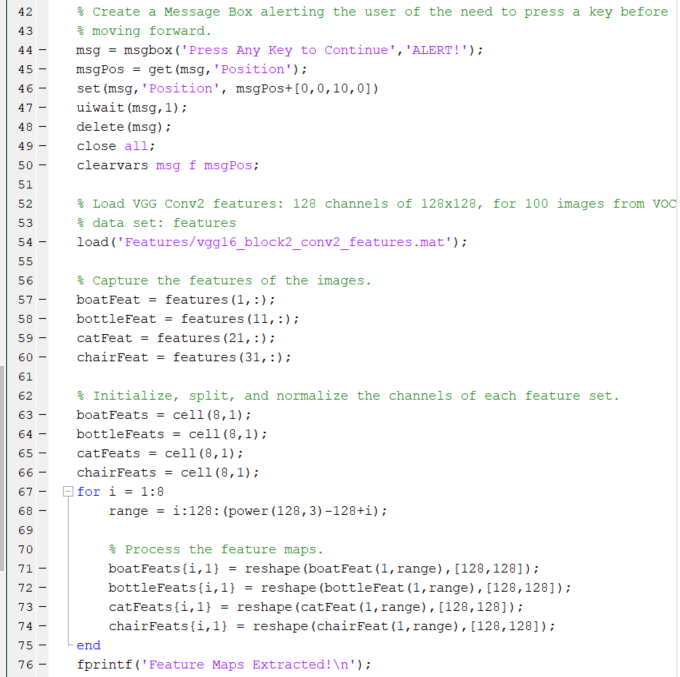 42 % Create a Message Box alerting the user of the need to press a key before
43 % moving forward.
44 – msg = msgbox('Press Any Key to Continue','ALERT!');
45 – msgPos = get(msg,'Position');
46 – set(msg,'Position', msgPos+[0,0,10,0])
47 – uiwait(msg,1);
48 – delete(msg);
49 – close all;
50 – clearvars msg f msgPos;
51
52 % Load VGG Conv2 features: 128 channels of 128x128, for 100 images from VOC
53 % data set: features
54 – load('Features/vgg16_block2_conv2_features.mat');
55
56 % Capture the features of the images.
57 – boatFeat = features(1,:);
58 – bottleFeat = features(11,:);
59 – catFeat = features(21,:);
60 – chairFeat = features(31,:);
61
62 % Initialize, split, and normalize the channels of each feature set.
63 – boatFeats = cell(8,1);
64 – bottleFeats = cell(8,1);
65 – catFeats = cell(8,1);
66 – chairFeats = cell(8,1);
67 – for i = 1:8
68 – range = i:128:(power(128,3)-128+i);
69
70 % Process the feature maps.
71 – boatFeats{i,1} = reshape(boatFeat(1,range),[128,128]);
72 – bottleFeats{i,1} = reshape(bottleFeat(1,range),[128,128]);
73 – catFeats{i,1} = reshape(catFeat(1,range),[128,128]);
74 – chairFeats{i,1} = reshape(chairFeat(1,range),[128,128]);
75 – end
76 – fprintf('Feature Maps Extracted!\n');